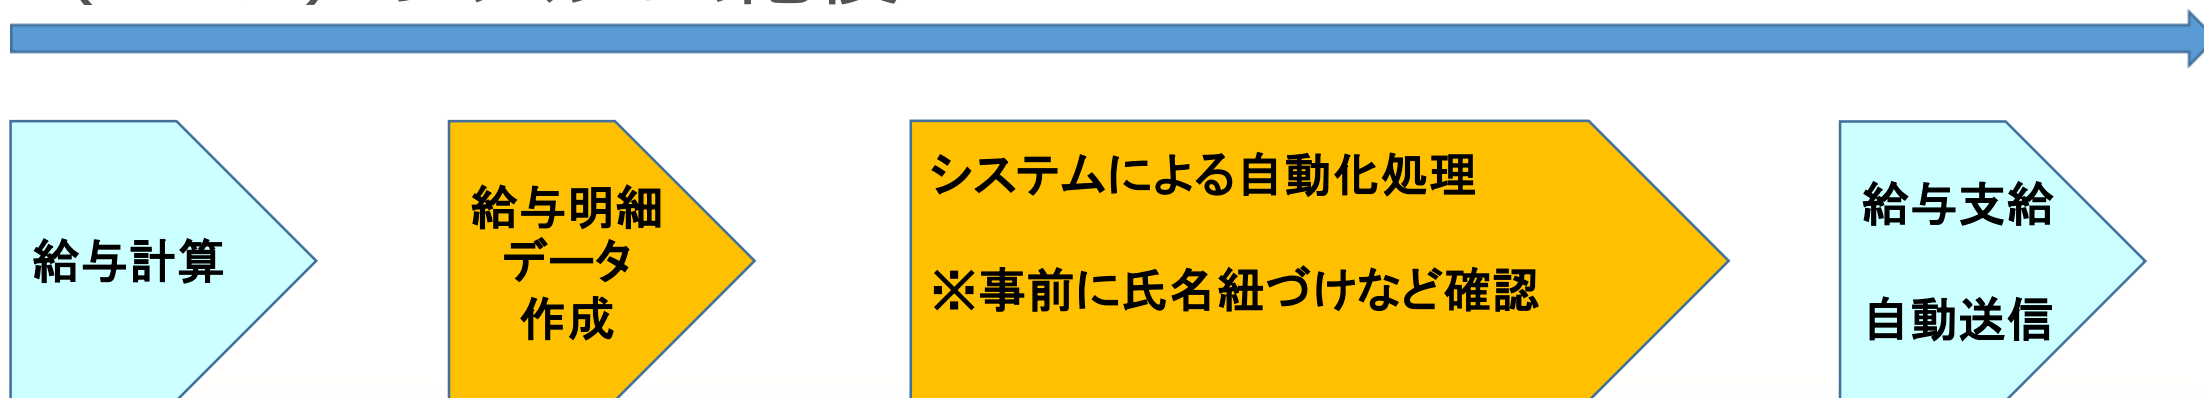 給与計算
給与明細
データ
作成
システムによる自動化処理
※事前に氏名紐づけなど確認
給与支給
自動送信